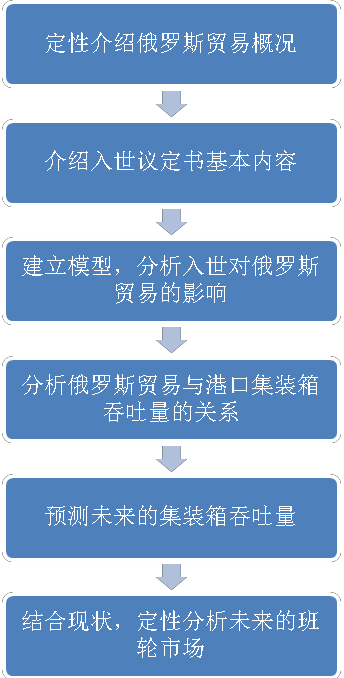 定性介绍俄罗斯贸易概况
介绍入世议定书基本内容
建立模型，分析入世对俄罗斯
贸易的影响
分析俄罗斯贸易与港口集装箱
吞吐量的关系
预测未来的集装箱吞吐量
结合现状，定性分析未来的班
轮市场